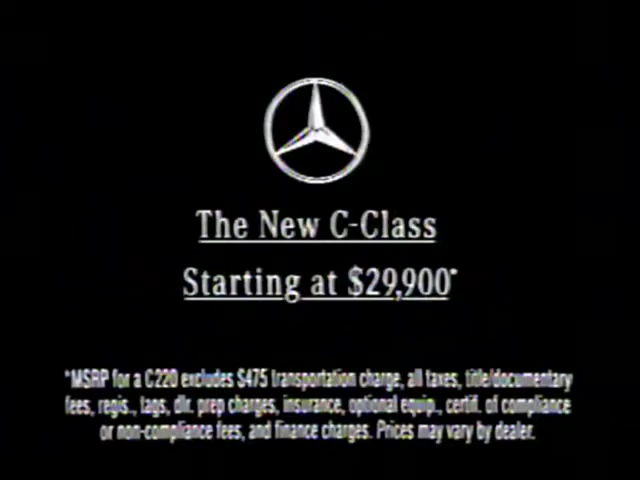 The New C-Class
Starting at $29,900*
*MSRP for a C220 excludes $475 transportation charge, all taxes, title/documentary
fees, regis., tags, dlr. prep charges, insurance, optional equip., certif. of compliance
or non-compliance fees, and finance charges. Prices may vary by dealer.